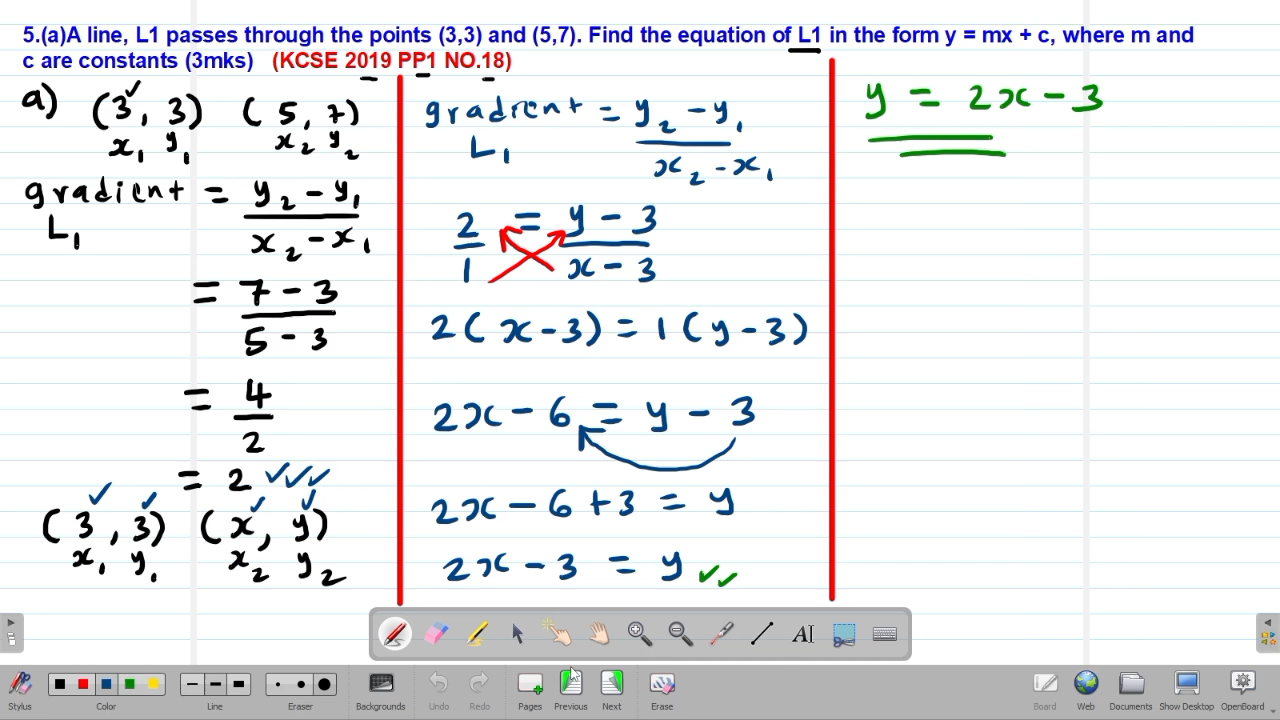 5.(a)A line, L1 passes through the points (3,3) and (5,7). Find the equation of L1 in the form y = mx + c, where m and
c are constants (3mks) (KCSE 2019 PP1 NO.18)
a) (3, 3) (5, 7)
x₁ y₁ x₂ y₂
gradient = y₂ - y₁
L₁ x₂ - x₁
= 7 - 3
5 - 3
= 4
2
= 2 ✓✓✓
(3, 3) (x, y)
x₁ y₁ x₂ y₂
gradient = y₂ - y₁
L₁ x₂ - x₁
2 = y - 3
1 x - 3
2(x - 3) = 1(y - 3)
2x - 6 = y - 3
2x - 6 + 3 = y
2x - 3 = y ✓✓
y = 2x - 3
AI
Stylus Color Line Eraser Backgrounds Undo Redo Pages Previous Next Erase Board Web Documents Show Desktop OpenBoard